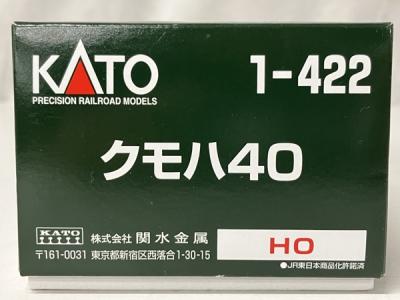 KATO 1-422
PRECISION RAILROAD MODELS
クモハ40
KATO 株式会社 関水金属
〒161-0031 東京都新宿区西落合1-30-15
HO
●JR東日本商品化許諾済